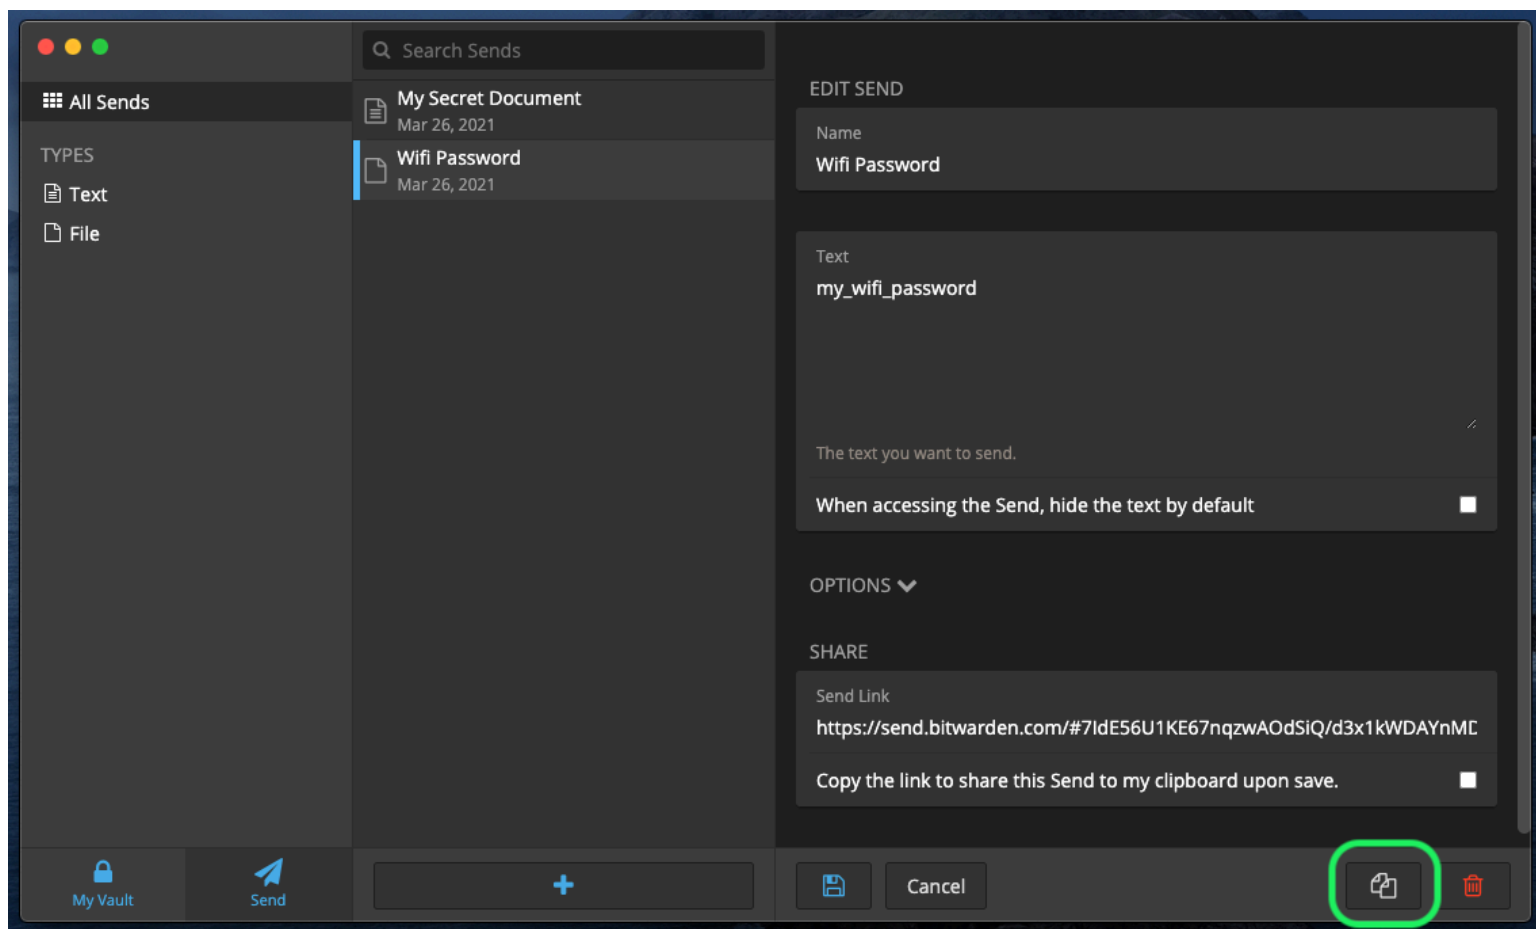 All Sends
TYPES
Text
File
My Vault
Send
Search Sends
My Secret Document
Mar 26, 2021
Wifi Password
Mar 26, 2021
EDIT SEND
Name
Wifi Password
Text
my_wifi_password
The text you want to send.
When accessing the Send, hide the text by default
OPTIONS
SHARE
Send Link
https://send.bitwarden.com/#7IdE56U1KE67nqzwAOdSiQ/d3x1kWDAYnMD
Copy the link to share this Send to my clipboard upon save.
Cancel